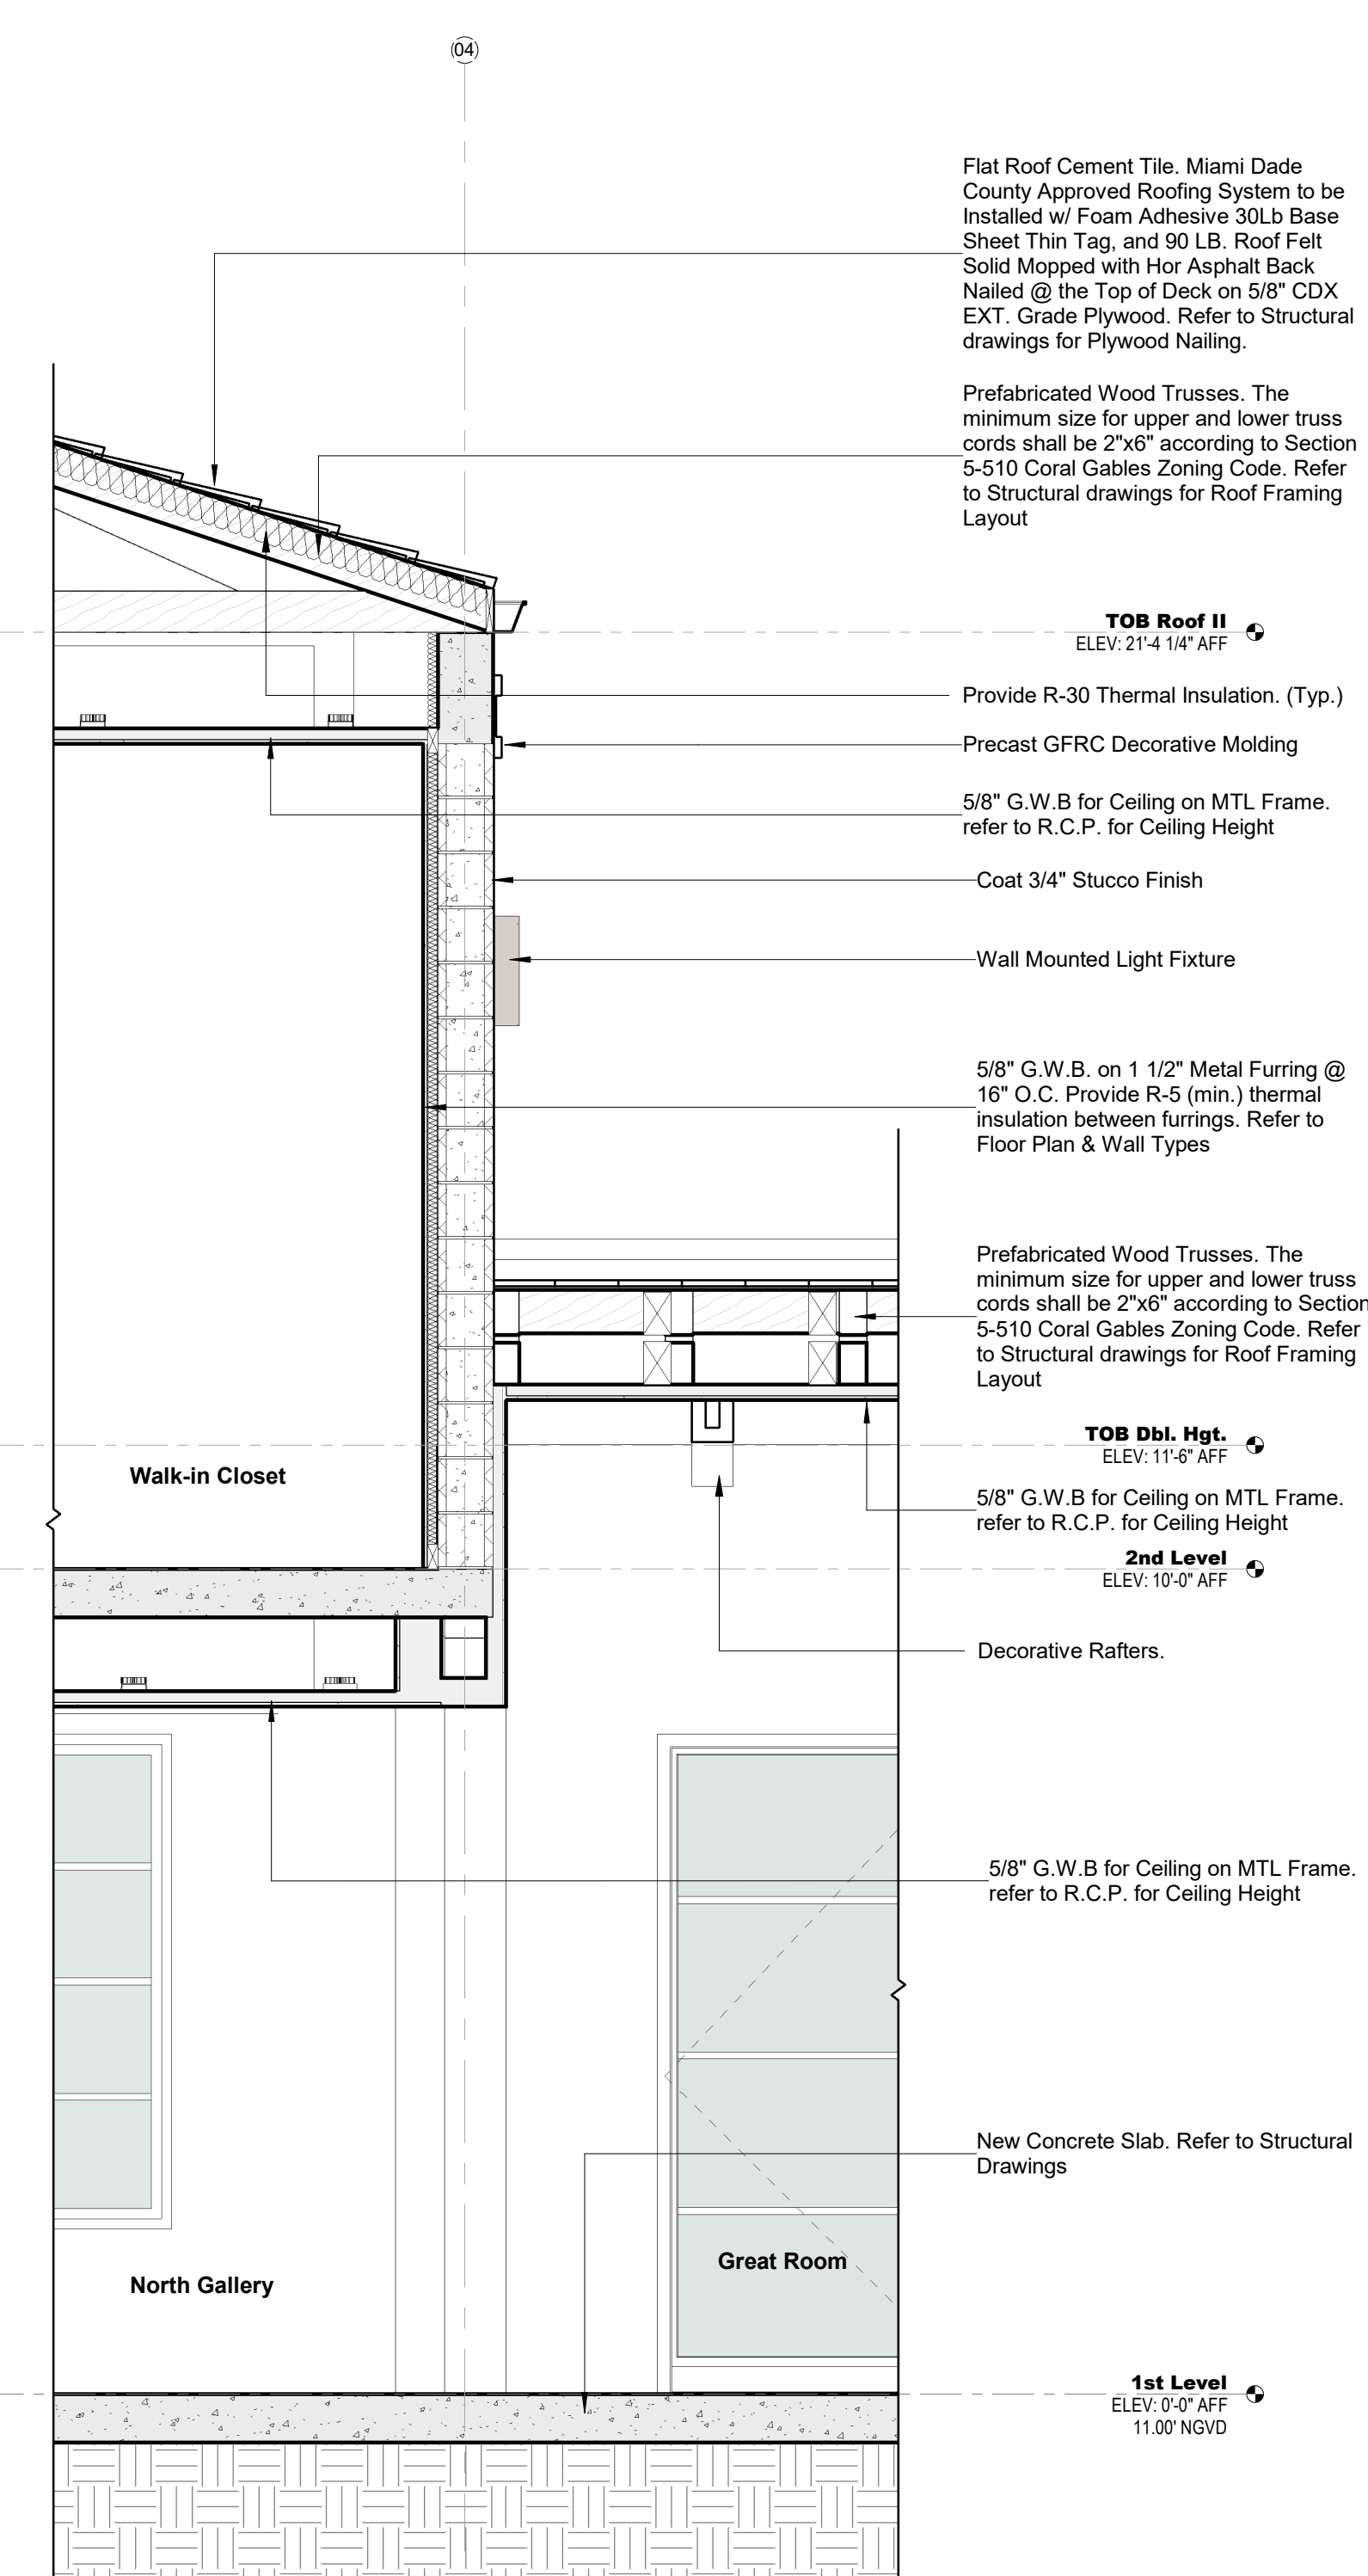 04
Flat Roof Cement Tile. Miami Dade
County Approved Roofing System to be
Installed w/ Foam Adhesive 30Lb Base
Sheet Thin Tag, and 90 LB. Roof Felt
Solid Mopped with Hor Asphalt Back
Nailed @ the Top of Deck on 5/8" CDX
EXT. Grade Plywood. Refer to Structural
drawings for Plywood Nailing.
Prefabricated Wood Trusses. The
minimum size for upper and lower truss
cords shall be 2"x6" according to Section
5-510 Coral Gables Zoning Code. Refer
to Structural drawings for Roof Framing
Layout
TOB Roof II
ELEV: 21'-4 1/4" AFF
Provide R-30 Thermal Insulation. (Typ.)
Precast GFRC Decorative Molding
5/8" G.W.B for Ceiling on MTL Frame.
refer to R.C.P. for Ceiling Height
Coat 3/4" Stucco Finish
Wall Mounted Light Fixture
5/8" G.W.B. on 1 1/2" Metal Furring @
16" O.C. Provide R-5 (min.) thermal
insulation between furrings. Refer to
Floor Plan & Wall Types
Prefabricated Wood Trusses. The
minimum size for upper and lower truss
cords shall be 2"x6" according to Section
5-510 Coral Gables Zoning Code. Refer
to Structural drawings for Roof Framing
Layout
TOB Dbl. Hgt.
ELEV: 11'-6" AFF
Walk-in Closet
5/8" G.W.B for Ceiling on MTL Frame.
refer to R.C.P. for Ceiling Height
2nd Level
ELEV: 10'-0" AFF
Decorative Rafters.
5/8" G.W.B for Ceiling on MTL Frame.
refer to R.C.P. for Ceiling Height
New Concrete Slab. Refer to Structural
Drawings
Great Room
North Gallery
1st Level
ELEV: 0'-0" AFF
11.00' NGVD